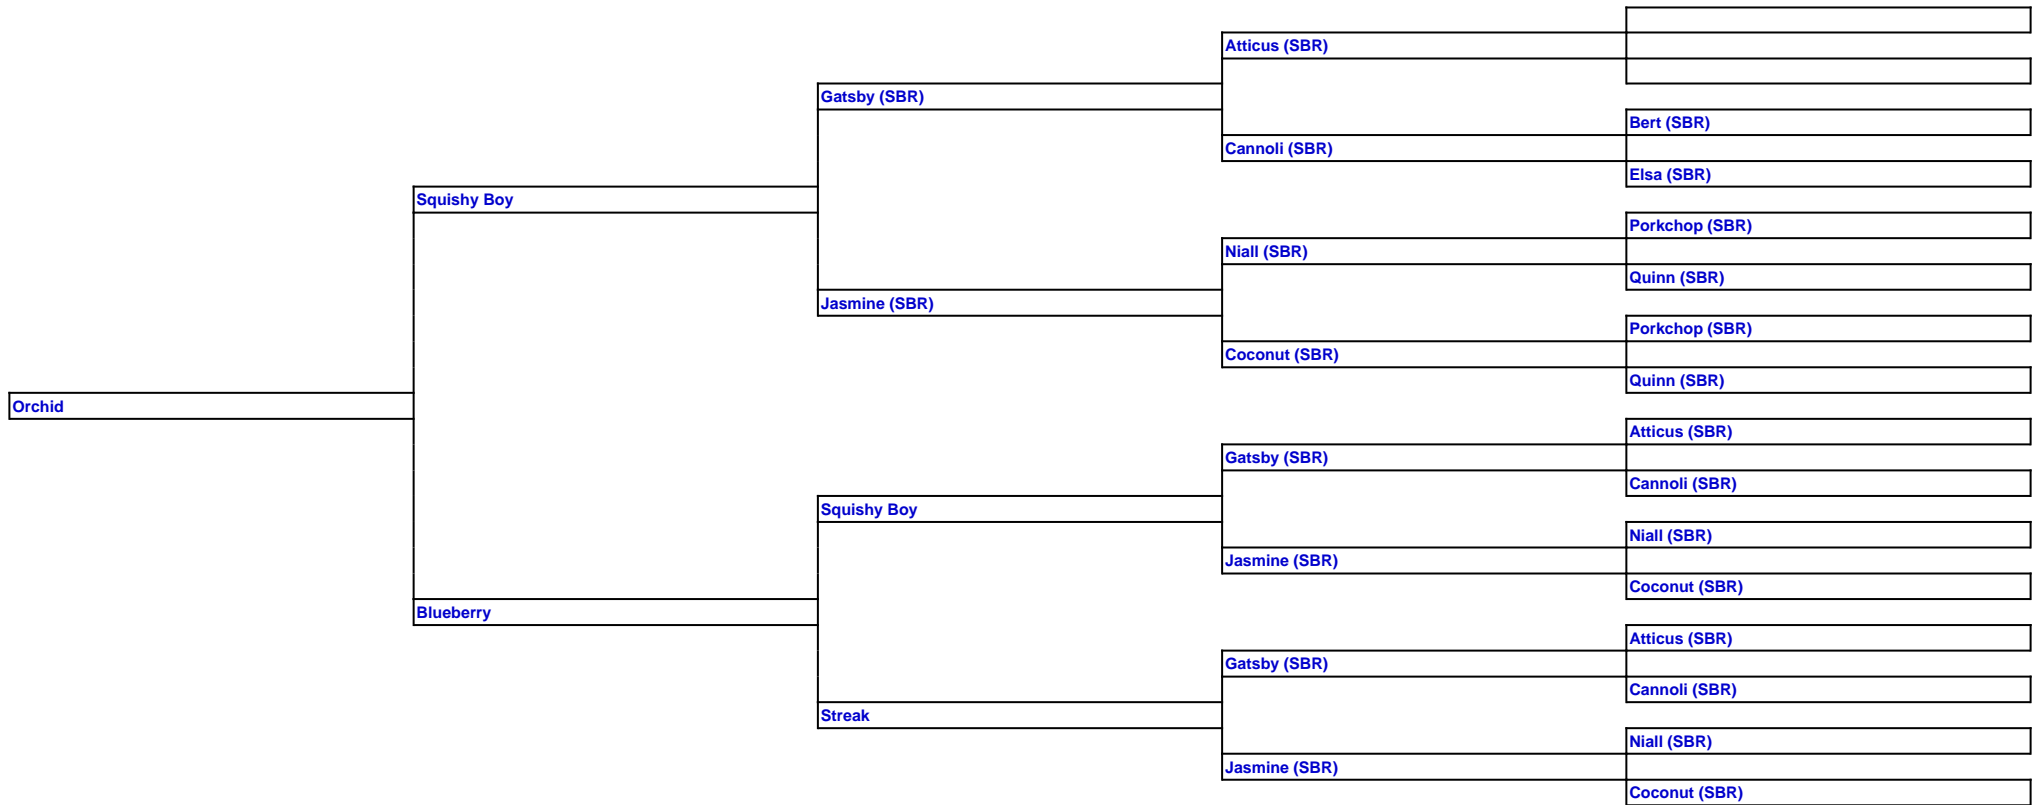 Orchid
Squishy Boy
Blueberry
Gatsby (SBR)
Jasmine (SBR)
Squishy Boy
Streak
Atticus (SBR)
Cannoli (SBR)
Niall (SBR)
Coconut (SBR)
Gatsby (SBR)
Jasmine (SBR)
Gatsby (SBR)
Jasmine (SBR)
Bert (SBR)
Elsa (SBR)
Porkchop (SBR)
Quinn (SBR)
Porkchop (SBR)
Quinn (SBR)
Atticus (SBR)
Cannoli (SBR)
Niall (SBR)
Coconut (SBR)
Atticus (SBR)
Cannoli (SBR)
Niall (SBR)
Coconut (SBR)